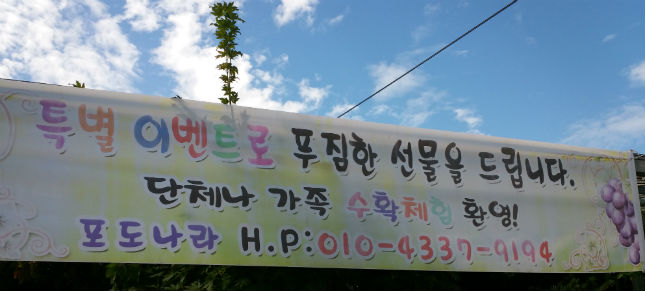 특별 이벤트로 푸짐한 선물을 드립니다.
단체나 가족 수확체험 환영!
포도나라 H.P:010-4337-9194